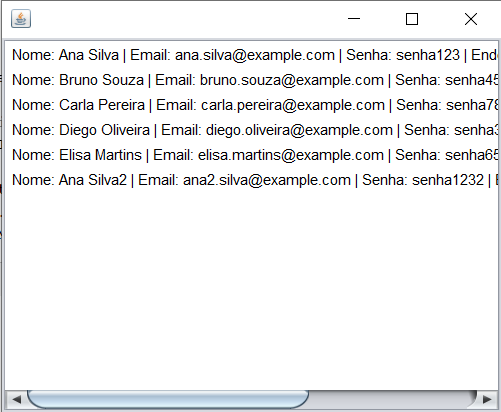 Nome: Ana Silva | Email: ana.silva@example.com | Senha: senha123 | Ende
Nome: Bruno Souza | Email: bruno.souza@example.com | Senha: senha45
Nome: Carla Pereira | Email: carla.pereira@example.com | Senha: senha78
Nome: Diego Oliveira | Email: diego.oliveira@example.com | Senha: senha3
Nome: Elisa Martins | Email: elisa.martins@example.com | Senha: senha65
Nome: Ana Silva2 | Email: ana2.silva@example.com | Senha: senha1232 | E